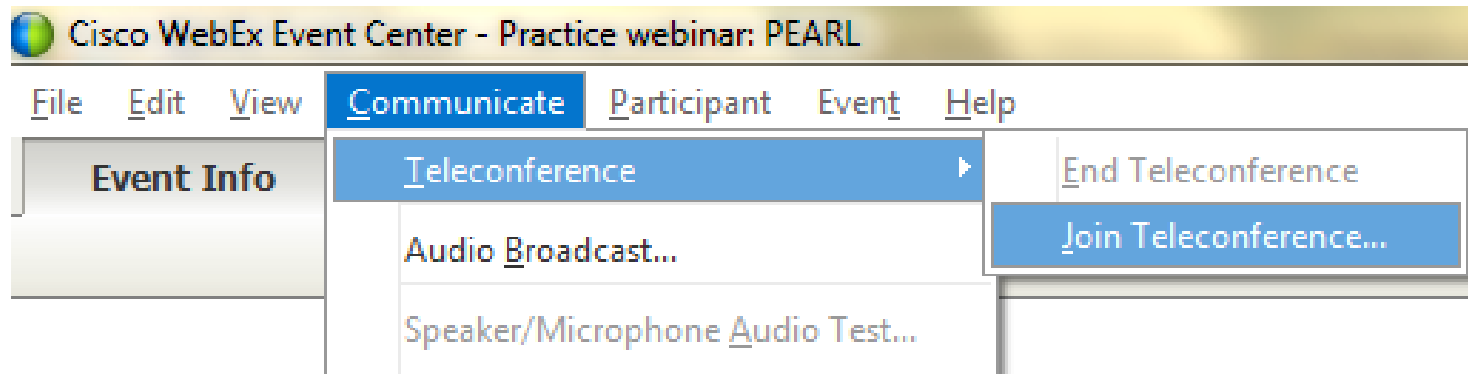 Cisco WebEx Event Center - Practice webinar: PEARL
File Edit View Communicate Participant Event Help
Event Info
Teleconference
End Teleconference
Join Teleconference...
Audio Broadcast...
Speaker/Microphone Audio Test...